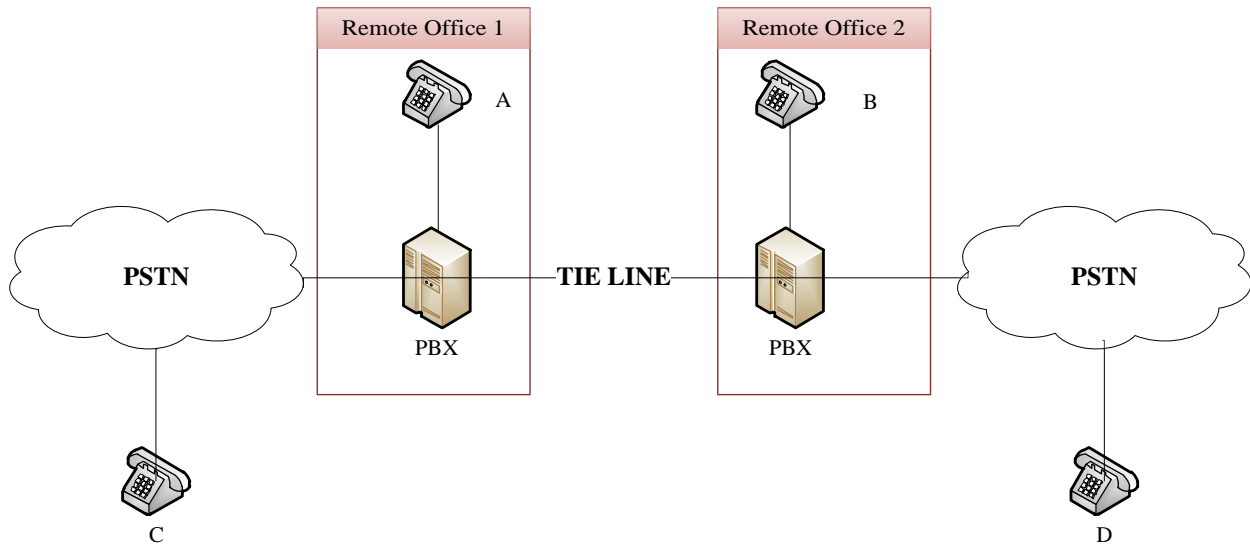 Remote Office 1
Remote Office 2
A
B
PSTN
TIE LINE
PSTN
PBX
PBX
C
D